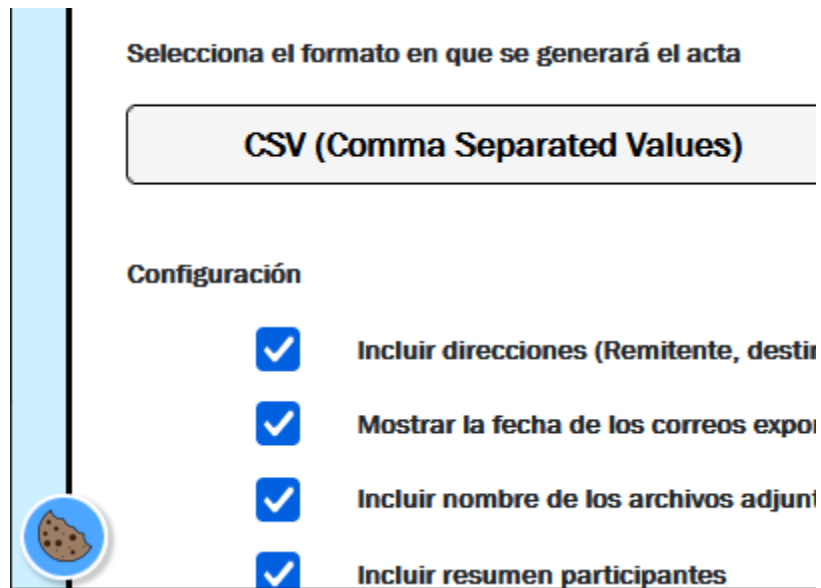 Selecciona el formato en que se generará el acta
CSV (Comma Separated Values)
Configuración
Incluir direcciones (Remitente,
Mostrar la fecha de los correos
Incluir nombre de los archivos
Incluir resumen participantes